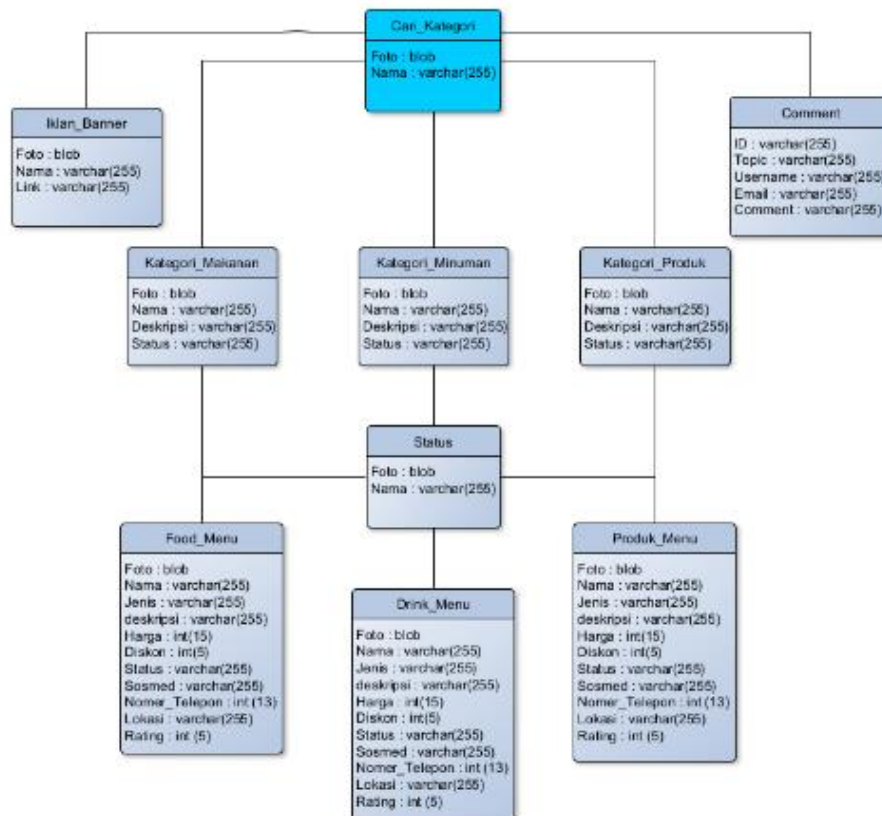 Cari_Kategori
Foto : blob
Nama : varchar(255)
Iklan_Banner
Foto : blob
Nama : varchar(255)
Link : varchar(255)
Comment
ID : varchar(255)
Topic : varchar(255)
Username : varchar(255)
Email : varchar(255)
Comment : varchar(255)
Kategori_Makanan
Foto : blob
Nama : varchar(255)
Deskripsi : varchar(255)
Status : varchar(255)
Kategori_Minuman
Foto : blob
Nama : varchar(255)
Deskripsi : varchar(255)
Status : varchar(255)
Kategori_Produk
Foto : blob
Nama : varchar(255)
Deskripsi : varchar(255)
Status : varchar(255)
Status
Foto : blob
Nama : varchar(255)
Food_Menu
Foto : blob
Nama : varchar(255)
Jenis : varchar(255)
deskripsi : varchar(255)
Harga : int(15)
Diskon : int(5)
Status : varchar(255)
Sosmed : varchar(255)
Nomer_Telepon : int (13)
Lokasi : varchar(255)
Rating : int (5)
Drink_Menu
Foto : blob
Nama : varchar(255)
Jenis : varchar(255)
deskripsi : varchar(255)
Harga : int(15)
Diskon : int(5)
Status : varchar(255)
Sosmed : varchar(255)
Nomer_Telepon : int (13)
Lokasi : varchar(255)
Rating : int (5)
Produk_Menu
Foto : blob
Nama : varchar(255)
Jenis : varchar(255)
deskripsi : varchar(255)
Harga : int(15)
Diskon : int(5)
Status : varchar(255)
Sosmed : varchar(255)
Nomer_Telepon : int (13)
Lokasi : varchar(255)
Rating : int (5)